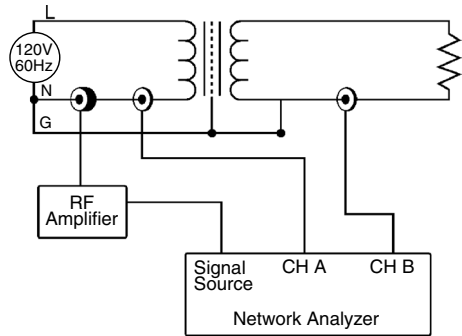 L
120V
60Hz
N
G
RF
Amplifier
Signal
Source
CH A
CH B
Network Analyzer